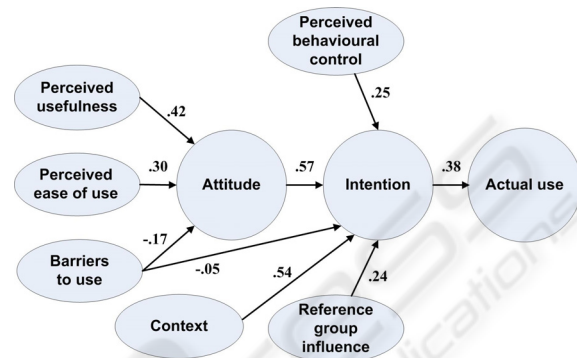 Perceived
behavioural
control
Perceived
usefulness
.42
.25
Perceived
ease of use
.30
Attitude
.57
Intention
.38
Actual use
Barriers
to use
-.17
-.05
.54
.24
Context
Reference
group
influence